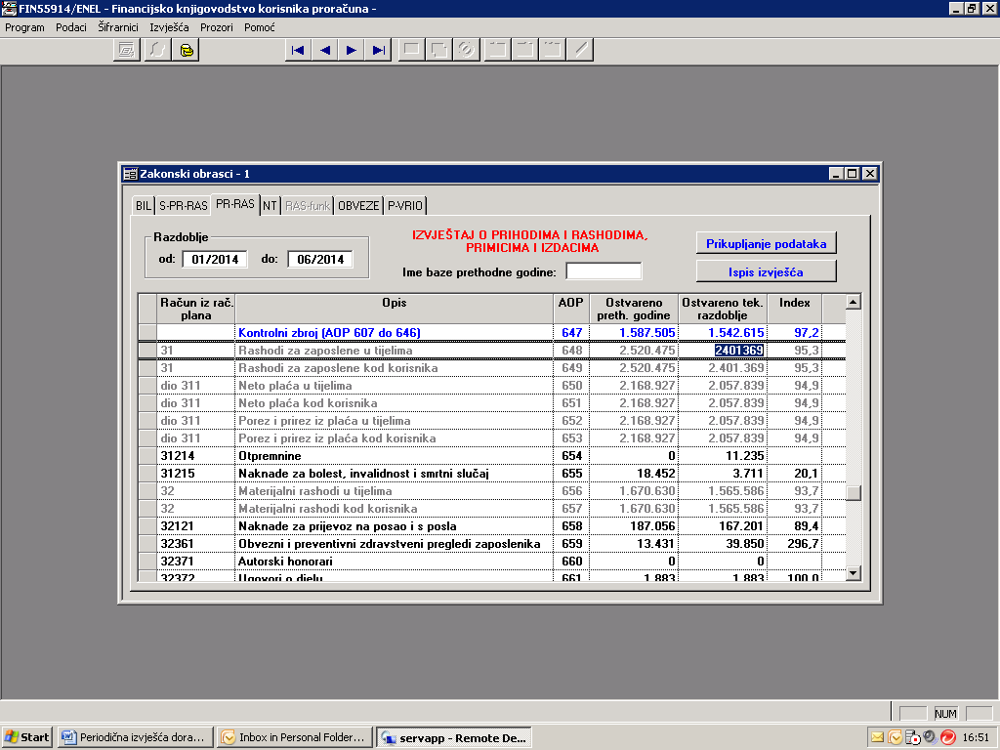 FIN55914/ENEL - Financijsko knjigovodstvo korisnika proračuna -
Program Podaci Šifrarnici Izvješća Prozori Pomoć
Zakonski obrasci - 1
BIL S-PR-RAS PR-RAS NT RAS-funk OBVEZE P-VRIO
Razdoblje
od: 01/2014 do: 06/2014
IZVJEŠTAJ O PRIHODIMA I RASHODIMA,
PRIMICIMA I IZDACIMA
Ime baze prethodne godine:
Prikupljanje podataka
Ispis izvješća
Račun iz rač. plana Opis AOP Ostvareno preth. godine Ostvareno tek. razdoblje Index
Kontrolni zbroj (AOP 607 do 646) 647 1.587.505 1.542.615 97,2
31 Rashodi za zaposlene u tijelima 648 2.520.475 2401369 95,3
31 Rashodi za zaposlene kod korisnika 649 2.520.475 2.401.369 95,3
dio 311 Neto plaća u tijelima 650 2.168.927 2.057.839 94,9
dio 311 Neto plaća kod korisnika 651 2.168.927 2.057.839 94,9
dio 311 Porez i prirez iz plaća u tijelima 652 2.168.927 2.057.839 94,9
dio 311 Porez i prirez iz plaća kod korisnika 653 2.168.927 2.057.839 94,9
31214 Otpremnine 654 0 11.235
31215 Naknade za bolest, invalidnost i smrtni slučaj 655 18.452 3.711 20,1
32 Materijalni rashodi u tijelima 656 1.670.630 1.565.586 93,7
32 Materijalni rashodi kod korisnika 657 1.670.630 1.565.586 93,7
32121 Naknade za prijevoz na posao i s posla 658 187.056 167.201 89,4
32361 Obvezni i preventivni zdravstveni pregledi zaposlenika 659 13.431 39.850 296,7
32371 Autorski honorari 660 0 0
32372 Ugovori o djelu 661 1.883 1.883 100,0
NUM
Start Periodična izvješća dora... Inbox in Personal Folder... servapp - Remote De... 16:51